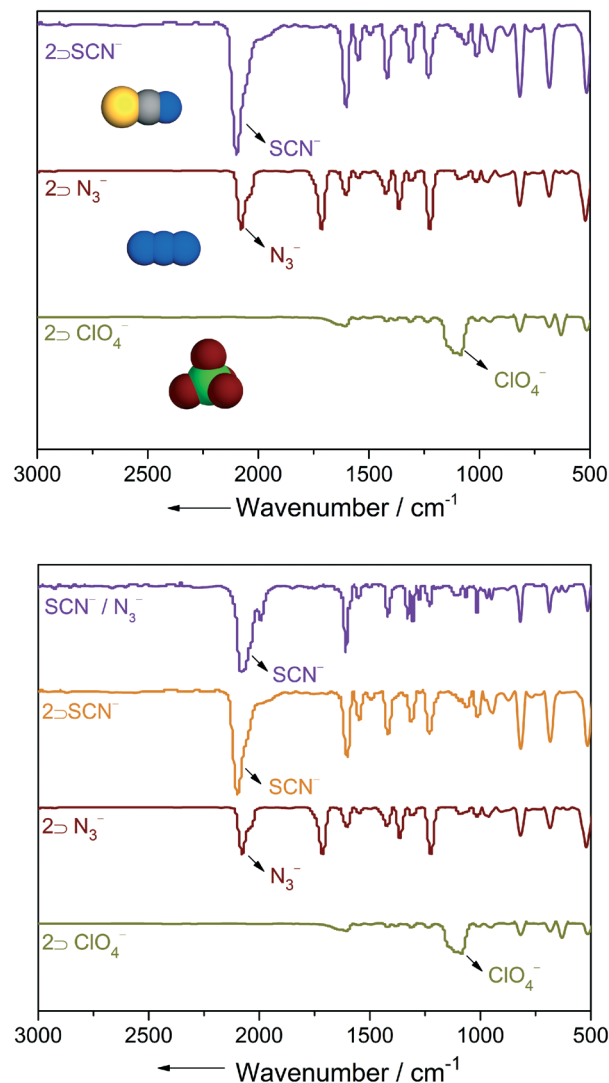 2⊃SCN⁻
SCN⁻
2⊃ N₃⁻
N₃⁻
2⊃ ClO₄⁻
ClO₄⁻
3000 2500 2000 1500 1000 500
Wavenumber / cm⁻¹
SCN⁻ / N₃⁻
SCN⁻
2⊃SCN⁻
SCN⁻
2⊃ N₃⁻
N₃⁻
2⊃ ClO₄⁻
ClO₄⁻
3000 2500 2000 1500 1000 500
Wavenumber / cm⁻¹